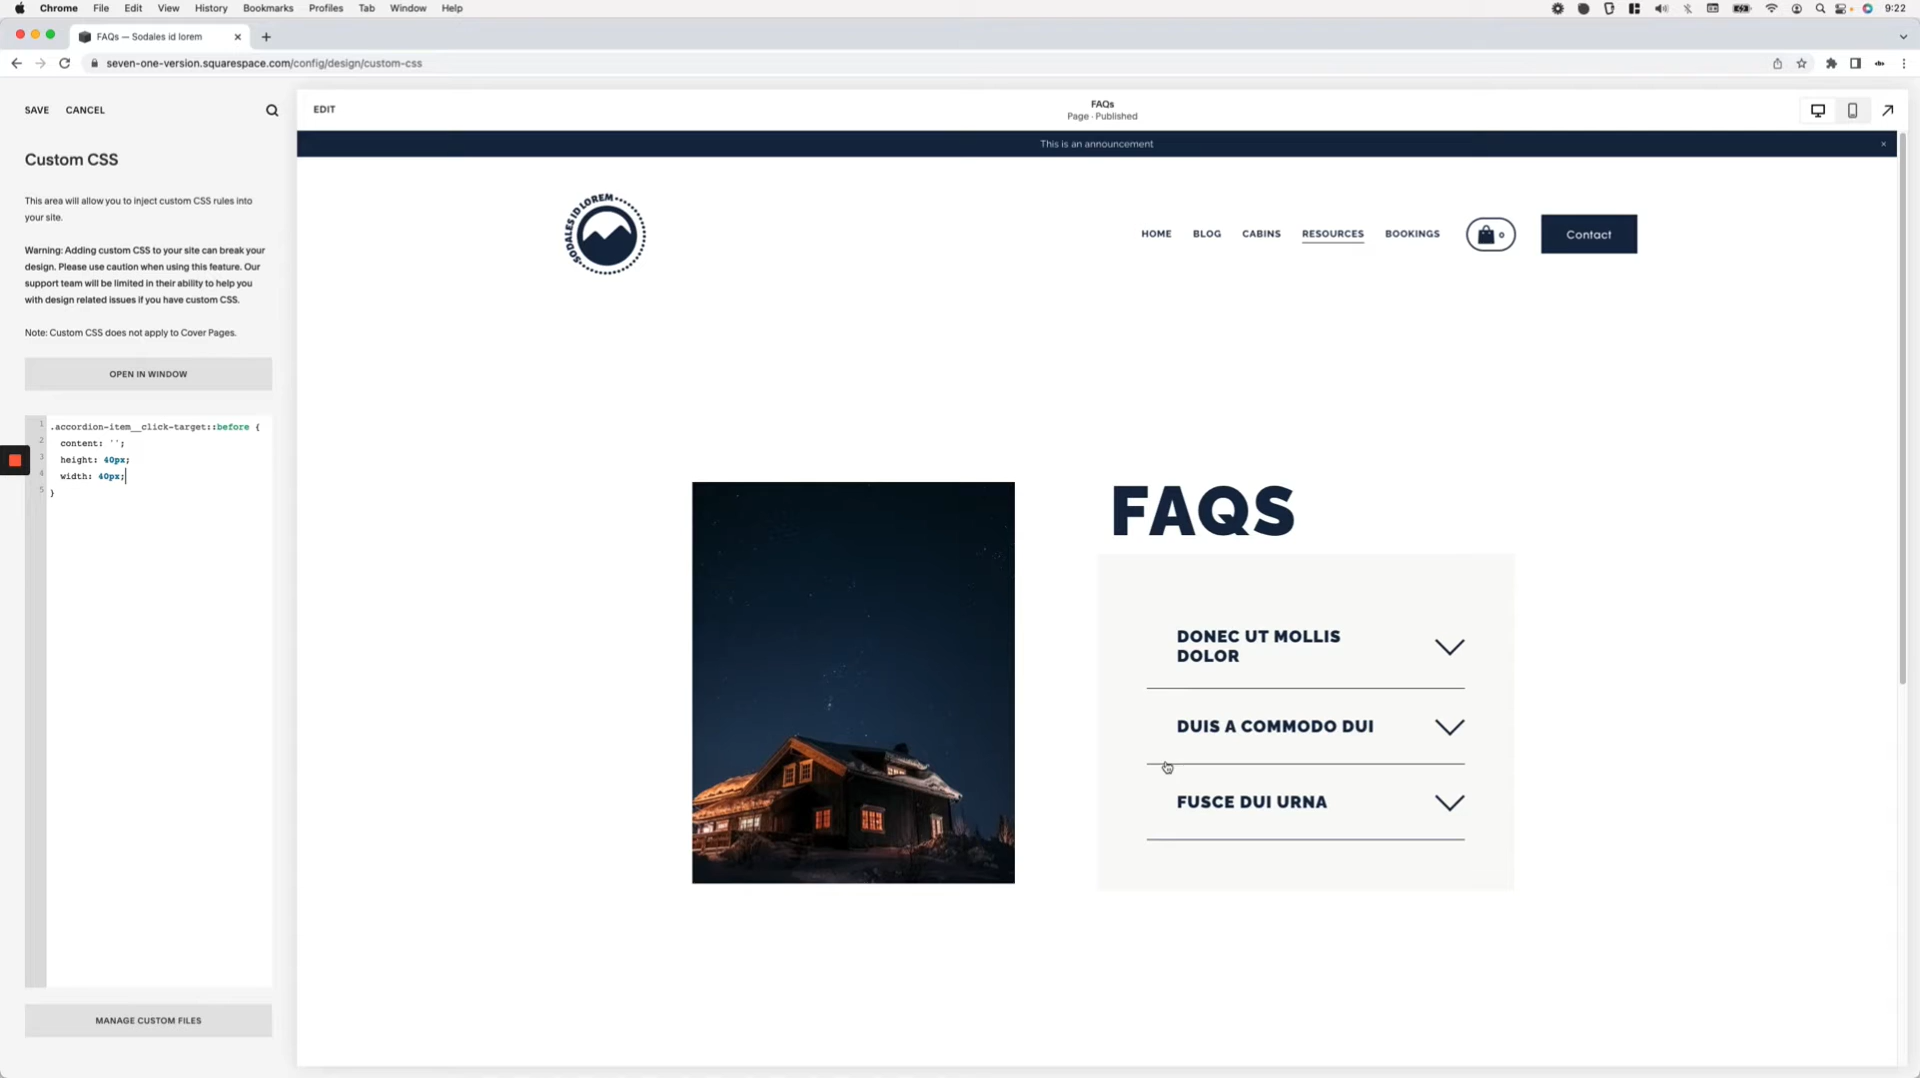 Chrome File Edit View History Bookmarks Profiles Tab Window Help
9:22
FAQs — Sodales id lorem
seven-one-version.squarespace.com/config/design/custom-css
SAVE CANCEL
EDIT
FAQs
Page · Published
Custom CSS
This area will allow you to inject custom CSS rules into
your site.
Warning: Adding custom CSS to your site can break your
design. Please use caution when using this feature. Our
support team will be limited in their ability to help you
with design related issues if you have custom CSS.
Note: Custom CSS does not apply to Cover Pages.
OPEN IN WINDOW
1 .accordion-item__click-target::before {
2 content: '';
3 height: 40px;
4 width: 40px;
5 }
MANAGE CUSTOM FILES
This is an announcement
SODALES ID LOREM
HOME BLOG CABINS RESOURCES BOOKINGS 0 Contact
FAQS
DONEC UT MOLLIS
DOLOR
DUIS A COMMODO DUI
FUSCE DUI URNA